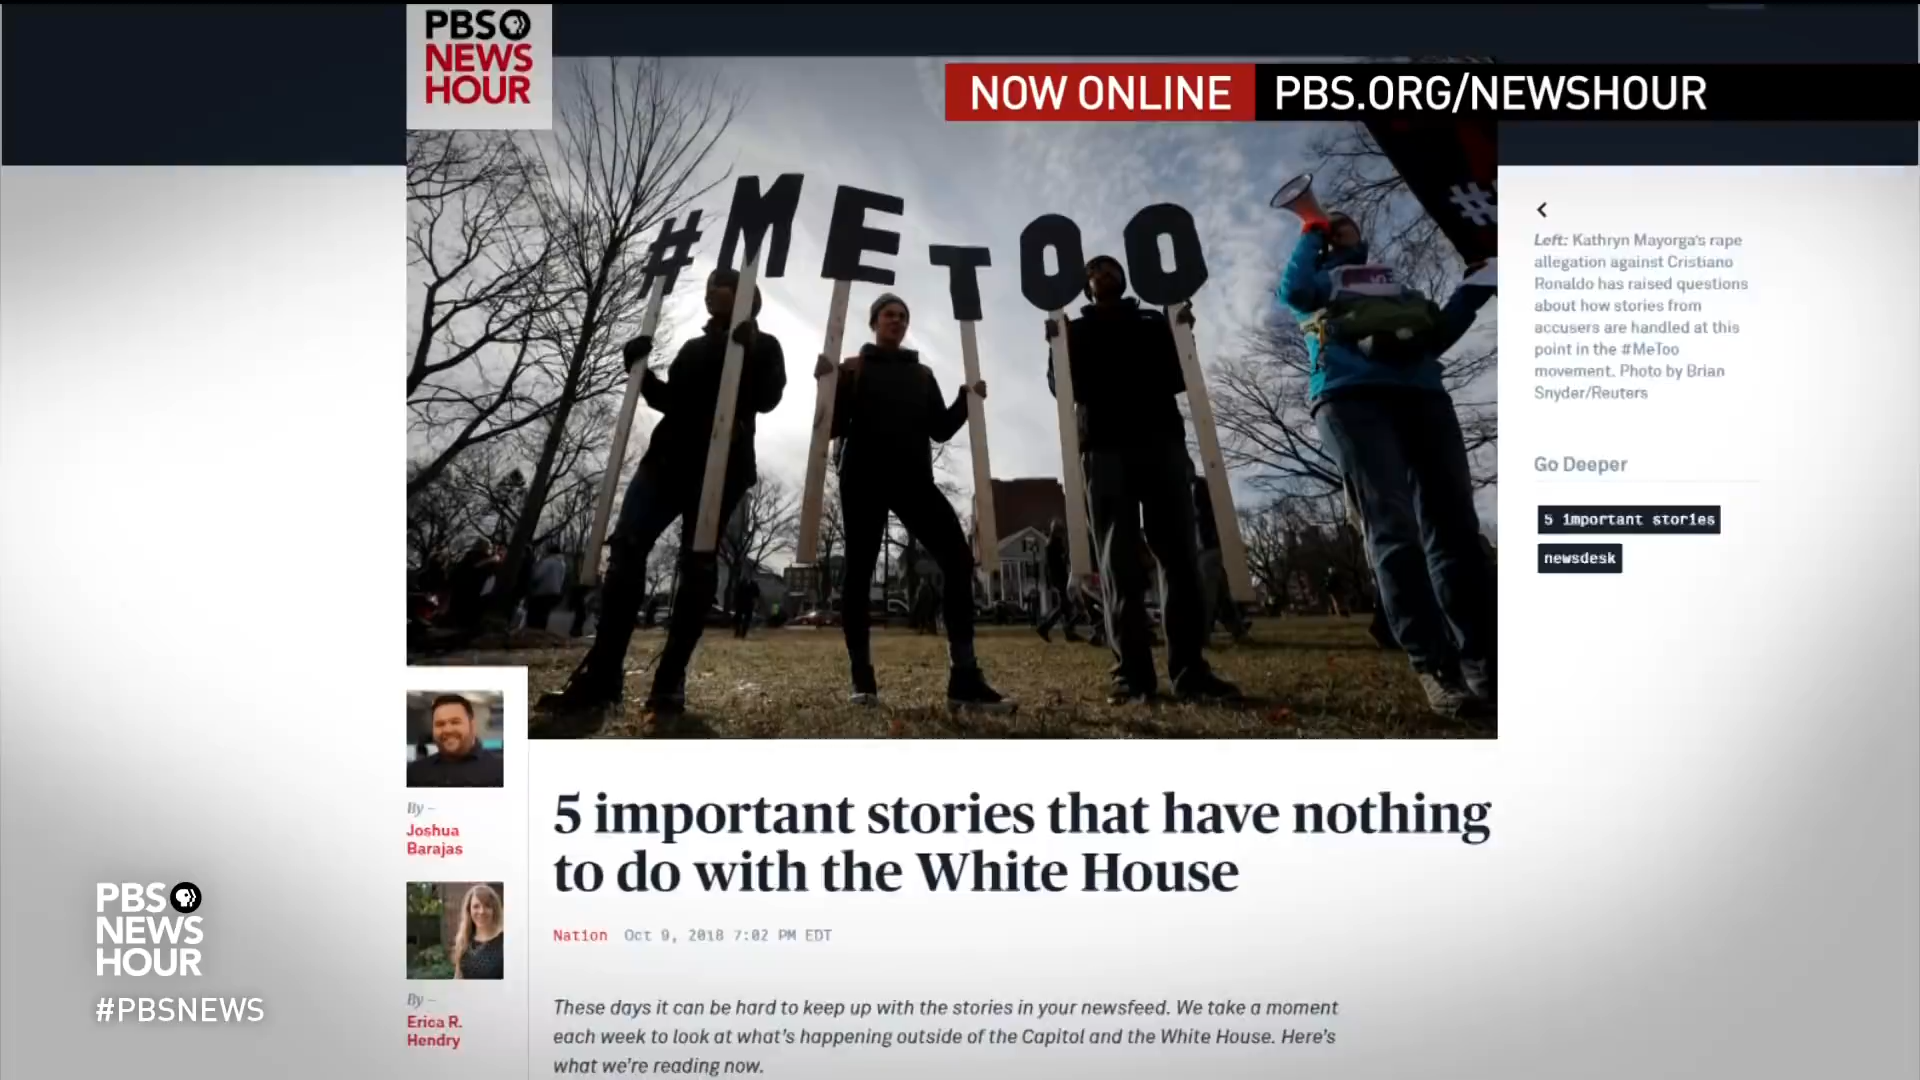 PBS
NEWS
HOUR
NOW ONLINE
PBS.ORG/NEWSHOUR
#METOO
#
Left: Kathryn Mayorga's rape
allegation against Cristiano
Ronaldo has raised questions
about how stories from
accusers are handled at this
point in the #MeToo
movement. Photo by Brian
Snyder/Reuters
Go Deeper
5 important stories
newsdesk
By –
Joshua
Barajas
By –
Erica R.
Hendry
5 important stories that have nothing
to do with the White House
Nation Oct 9, 2018 7:02 PM EDT
These days it can be hard to keep up with the stories in your newsfeed. We take a moment
each week to look at what's happening outside of the Capitol and the White House. Here's
what we're reading now.
PBS
NEWS
HOUR
#PBSNEWS